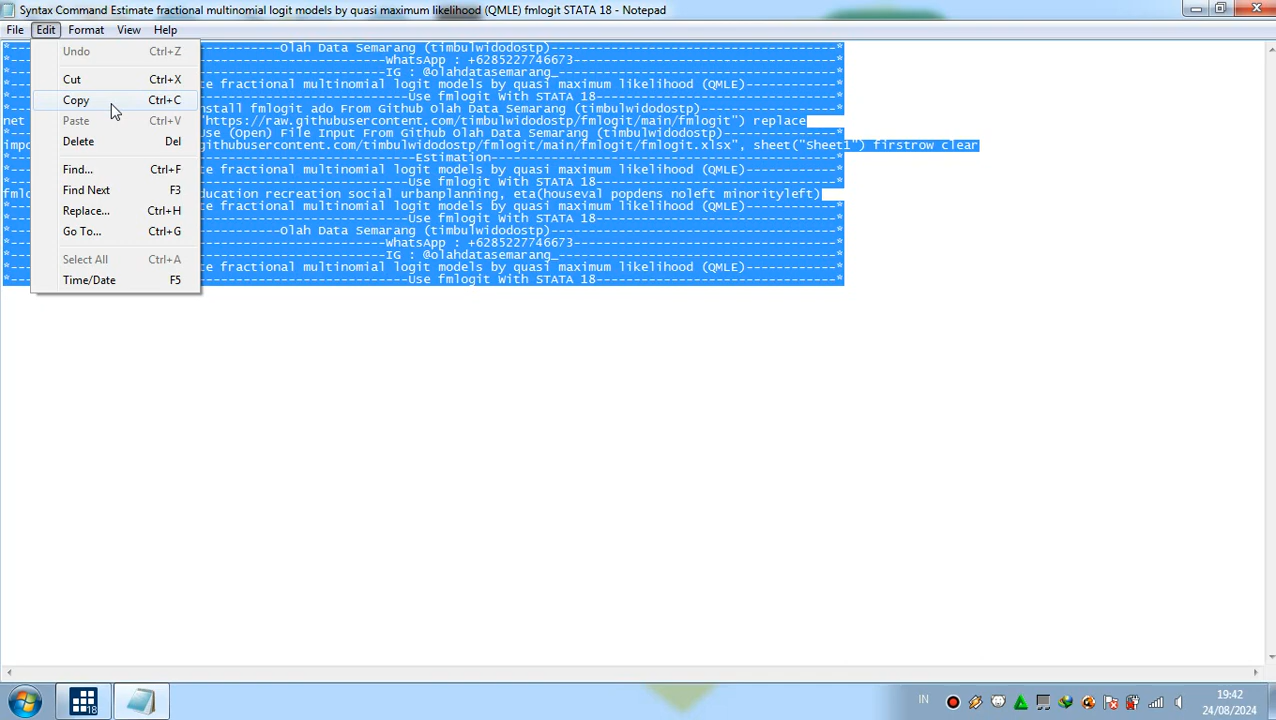 Syntax Command Estimate fractional multinomial logit models by quasi maximum likelihood (QMLE) fmlogit STATA 18 - Notepad
File Edit Format View Help
Undo Ctrl+Z
Cut Ctrl+X
Copy Ctrl+C
Paste Ctrl+V
Delete Del
Find... Ctrl+F
Find Next F3
Replace... Ctrl+H
Go To... Ctrl+G
Select All Ctrl+A
Time/Date F5
*------------------------Olah Data Semarang (timbulwidodostp)------------------------*
*------------------------WhatsApp : +6285227746673------------------------*
*------------------------IG : @olahdatasemarang_------------------------*
*- fractional multinomial logit models by quasi maximum likelihood (QMLE)------------*
*------------------------Use fmlogit With STATA 18------------------------*
*- fmlogit ado From Github Olah Data Semarang (timbulwidodostp)------------*
net "https://raw.githubusercontent.com/timbulwidodostp/fmlogit/main/fmlogit") replace
*- Use (Open) File Input From Github Olah Data Semarang (timbulwidodostp)------------*
githubusercontent.com/timbulwidodostp/fmlogit/main/fmlogit/fmlogit.xlsx", sheet("Sheet1") firstrow clear
*------------------------Estimation------------------------*
*- fractional multinomial logit models by quasi maximum likelihood (QMLE)------------*
*------------------------Use fmlogit With STATA 18------------------------*
recreation social urbanplanning, eta(houseval popdens noleft minorityleft)
*- fractional multinomial logit models by quasi maximum likelihood (QMLE)------------*
*------------------------Use fmlogit With STATA 18------------------------*
*------------------------Olah Data Semarang (timbulwidodostp)------------------------*
*------------------------WhatsApp : +6285227746673------------------------*
*------------------------IG : @olahdatasemarang_------------------------*
*- fractional multinomial logit models by quasi maximum likelihood (QMLE)------------*
*------------------------Use fmlogit With STATA 18------------------------*
18
IN
19:42
24/08/2024